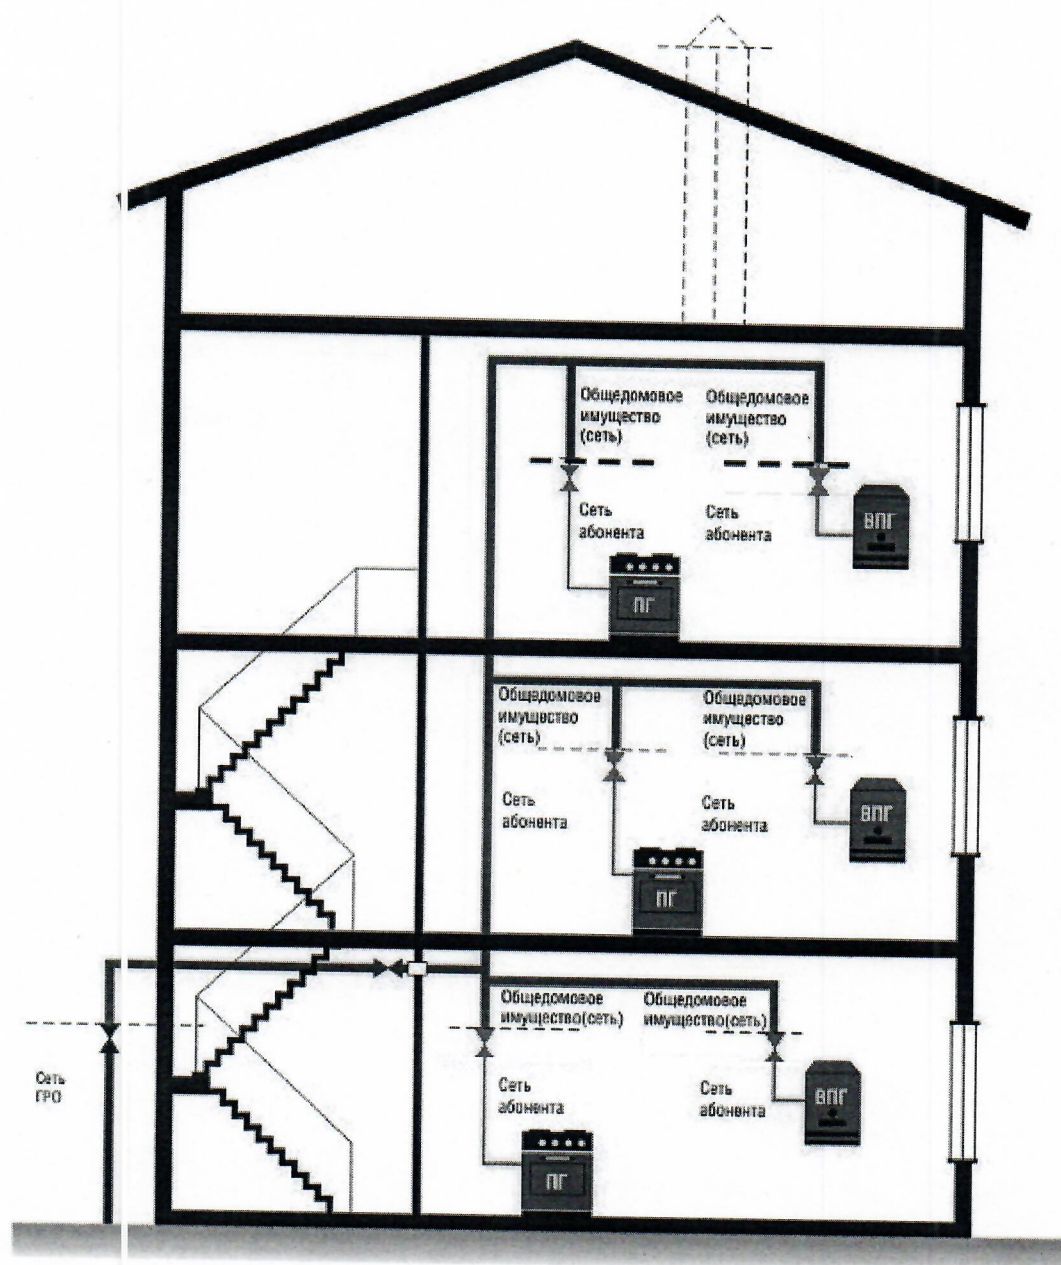 Общедомовое
имущество
(сеть)
Общедомовое
имущество
(сеть)
Сеть
абонента
Сеть
абонента
ВПГ
ПГ
Общедомовое
имущество
(сеть)
Общедомовое
имущество
(сеть)
Сеть
абонента
Сеть
абонента
ВПГ
ПГ
Общедомовое
имущество(сеть)
Общедомовое
имущество(сеть)
Сеть
ГРО
Сеть
абонента
Сеть
абонента
ВПГ
ПГ